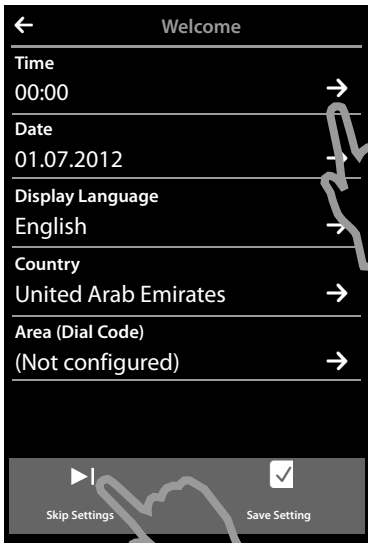 Welcome
Time
00:00
Date
01.07.2012
Display Language
English
Country
United Arab Emirates
Area (Dial Code)
(Not configured)
Skip Settings
Save Setting